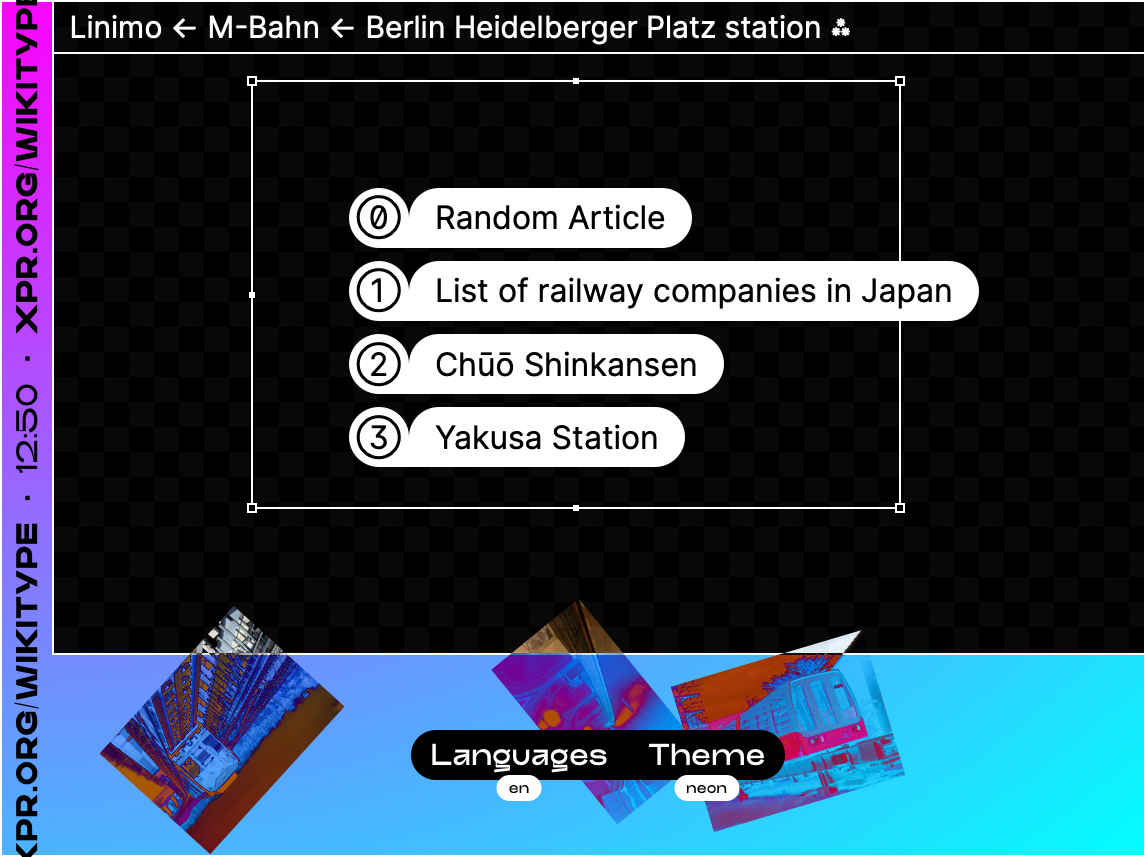 Linimo ← M-Bahn ← Berlin Heidelberger Platz station
XPR.ORG/WIKITYPE · 12:50 · XPR.ORG/WIKITYPE
0 Random Article
1 List of railway companies in Japan
2 Chūō Shinkansen
3 Yakusa Station
Languages Theme
en neon